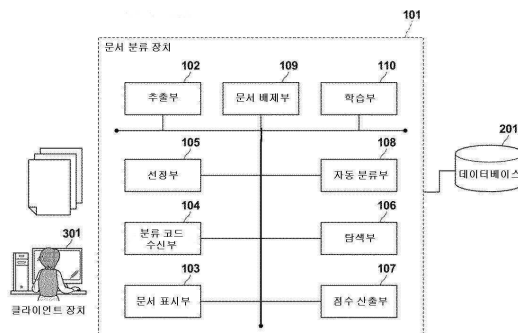 101
문서 분류 장치
102
109
110
추출부
문서 배제부
학습부
105
108
201
선정부
자동 분류부
데이터베이스
104
106
301
분류 코드
수신부
탐색부
103
107
문서 표시부
점수 산출부
클라이언트 장치